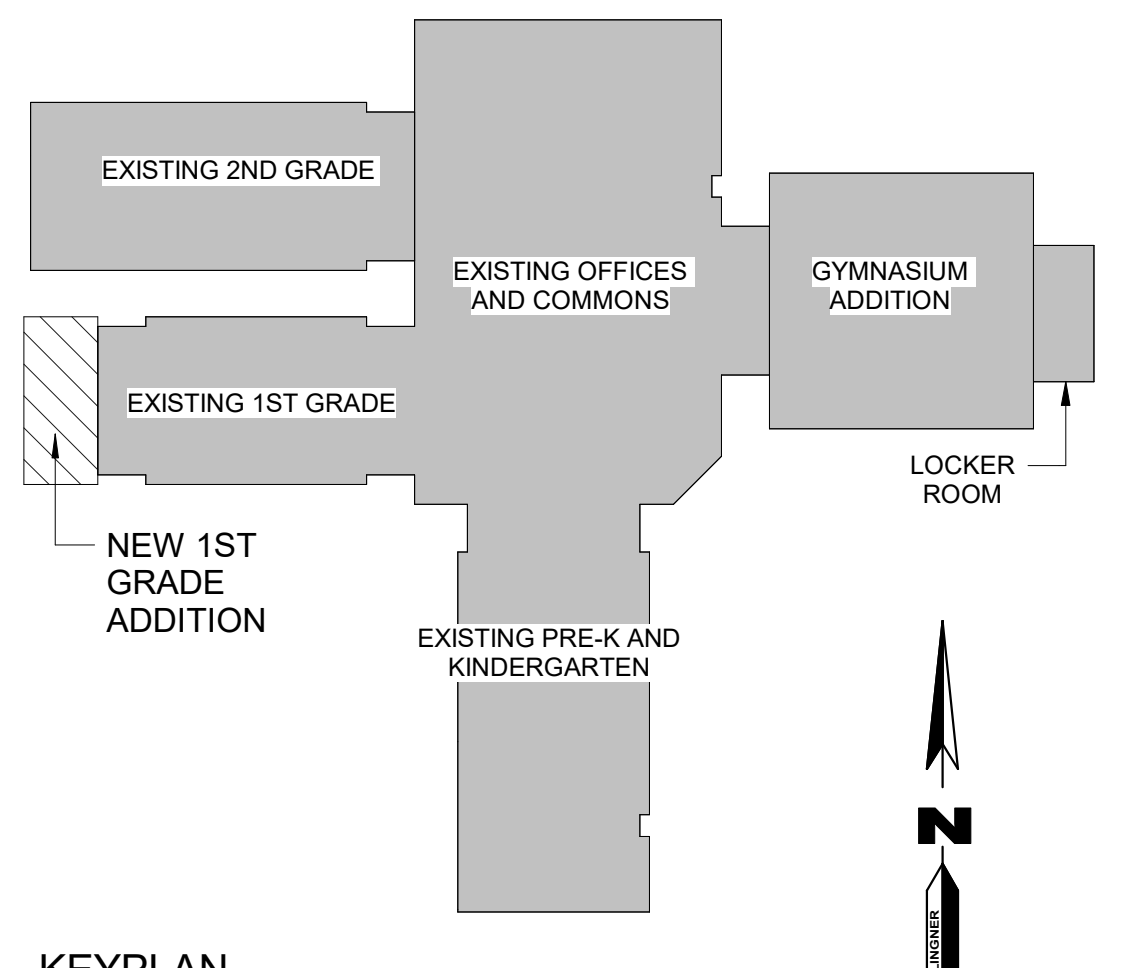 EXISTING 2ND GRADE
EXISTING OFFICES
AND COMMONS
GYMNASIUM
ADDITION
EXISTING 1ST GRADE
LOCKER
ROOM
NEW 1ST
GRADE
ADDITION
EXISTING PRE-K AND
KINDERGARTEN
N
LINGNER
KEYPLAN